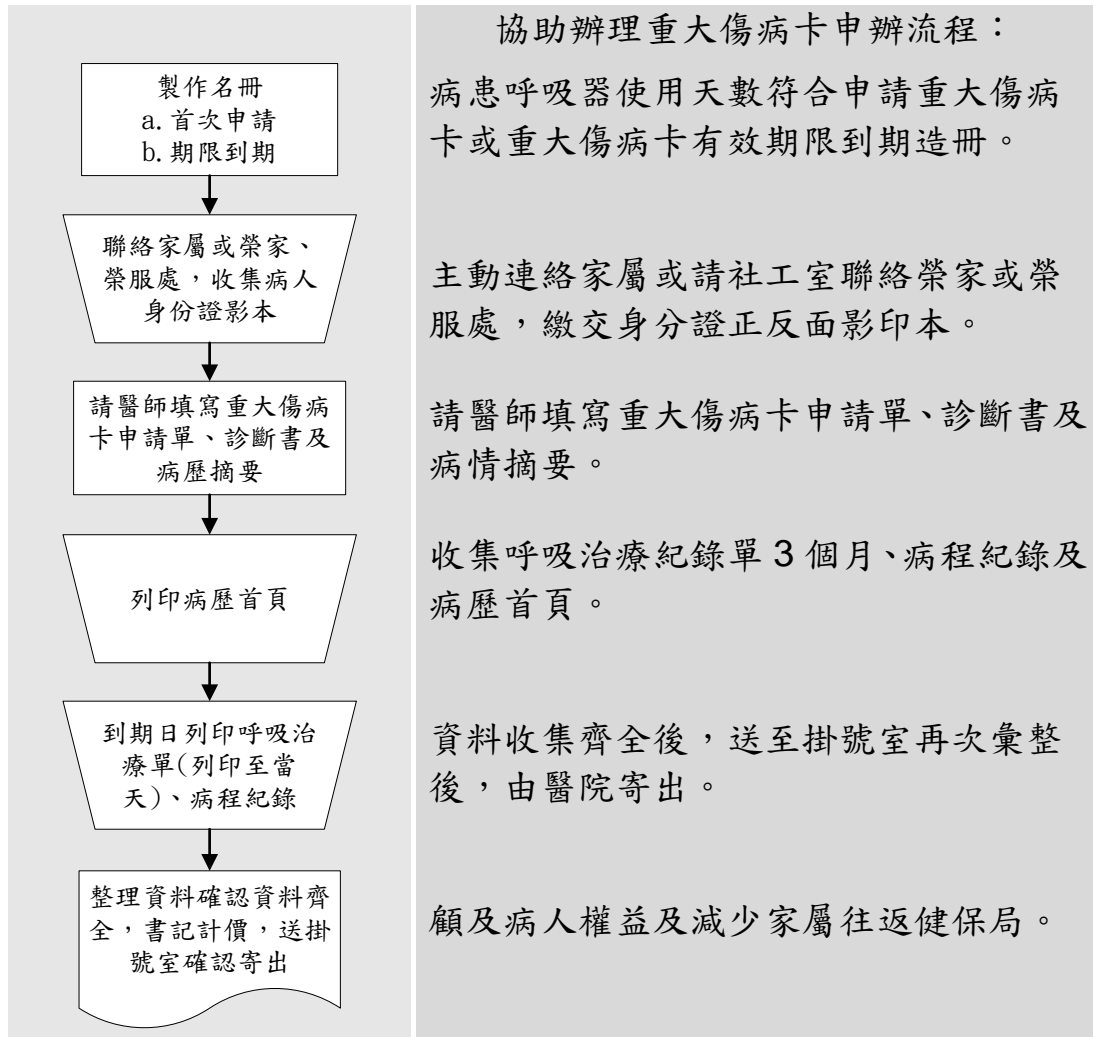 協助辦理重大傷病卡申辦流程：
製作名冊
a.首次申請
b.期限到期
病患呼吸器使用天數符合申請重大傷病
卡或重大傷病卡有效期限到期造冊。
聯絡家屬或榮家、
榮服處，收集病人
身份證影本
主動連絡家屬或請社工室聯絡榮家或榮
服處，繳交身分證正反面影印本。
請醫師填寫重大傷病
卡申請單、診斷書及
病歷摘要
請醫師填寫重大傷病卡申請單、診斷書及
病情摘要。
列印病歷首頁
收集呼吸治療紀錄單3個月、病程紀錄及
病歷首頁。
到期日列印呼吸治
療單(列印至當
天)、病程紀錄
資料收集齊全後，送至掛號室再次彙整
後，由醫院寄出。
整理資料確認資料齊
全，書記計價，送掛
號室確認寄出
顧及病人權益及減少家屬往返健保局。